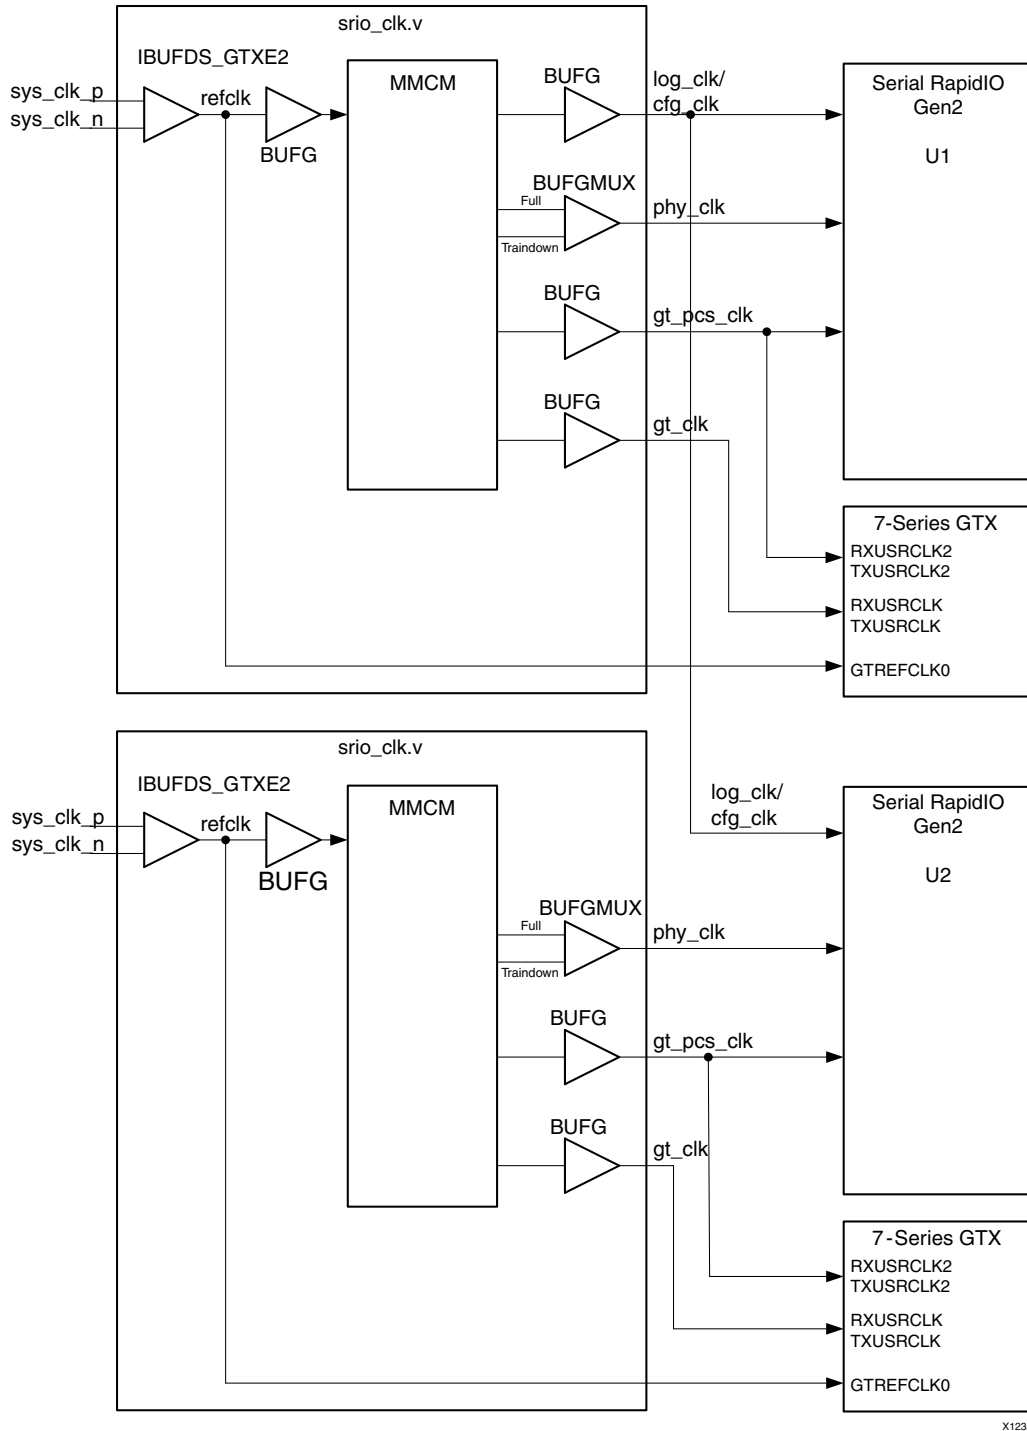 srio_clk.v
IBUFDS_GTXE2
sys_clk_p
sys_clk_n
refclk
BUFG
MMCM
BUFG
log_clk/
cfg_clk
Serial RapidIO
Gen2
U1
BUFGMUX
Full
Traindown
phy_clk
BUFG
gt_pcs_clk
BUFG
gt_clk
7-Series GTX
RXUSRCLK2
TXUSRCLK2
RXUSRCLK
TXUSRCLK
GTREFCLK0
srio_clk.v
IBUFDS_GTXE2
sys_clk_p
sys_clk_n
refclk
BUFG
MMCM
log_clk/
cfg_clk
Serial RapidIO
Gen2
U2
BUFGMUX
Full
Traindown
phy_clk
BUFG
gt_pcs_clk
BUFG
gt_clk
7-Series GTX
RXUSRCLK2
TXUSRCLK2
RXUSRCLK
TXUSRCLK
GTREFCLK0
X123